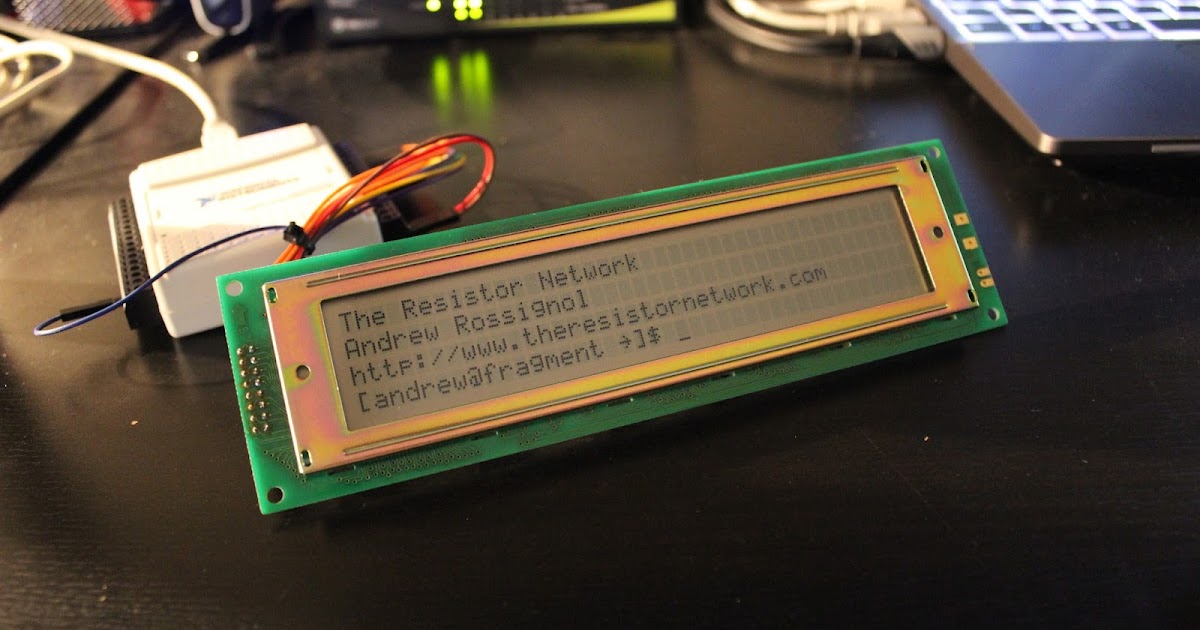 The Resistor Network
Andrew Rossignol
http://www.theresistornetwork.com
[andrew@fragment →]$ _